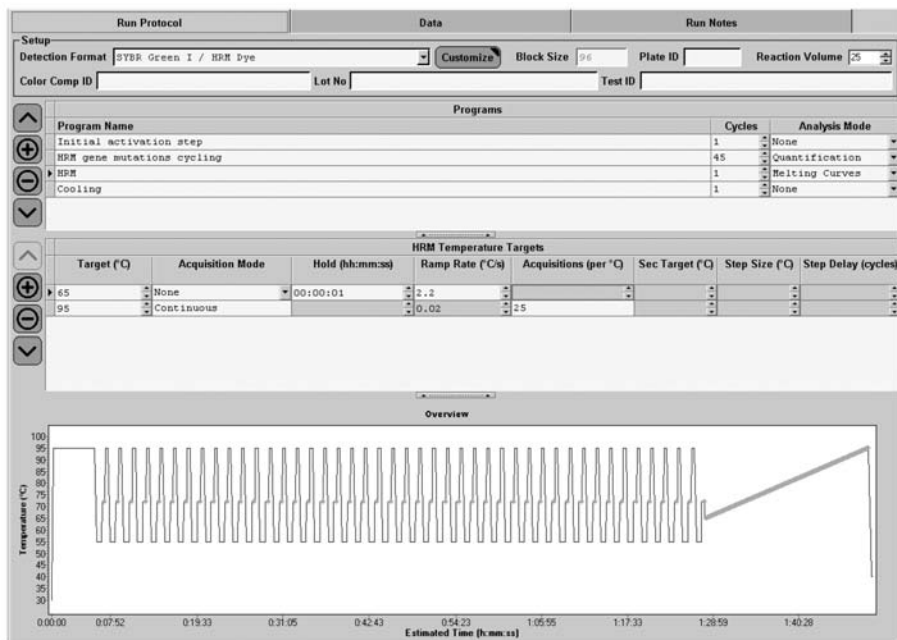 Run Protocol Data Run Notes
Setup
Detection Format SYBR Green I / HRM Dye Customize Block Size 96 Plate ID Reaction Volume 25
Color Comp ID Lot No Test ID
Programs
Program Name Cycles Analysis Mode
Initial activation step 1 None
HRM gene mutations cycling 45 Quantification
HRM 1 Melting Curves
Cooling 1 None
HRM Temperature Targets
Target (°C) Acquisition Mode Hold (hh:mm:ss) Ramp Rate (°C/s) Acquisitions (per °C) Sec Target (°C) Step Size (°C) Step Delay (cycles)
65 None 00:00:01 2.2
95 Continuous 0.02 25
Overview
100
95
90
85
80
75
70
65
60
55
50
45
40
35
30
Temperature (°C)
0:00:00 0:07:52 0:19:33 0:31:05 0:42:43 0:54:23 1:05:55 1:17:33 1:28:59 1:40:28
Estimated Time (h:mm:ss)